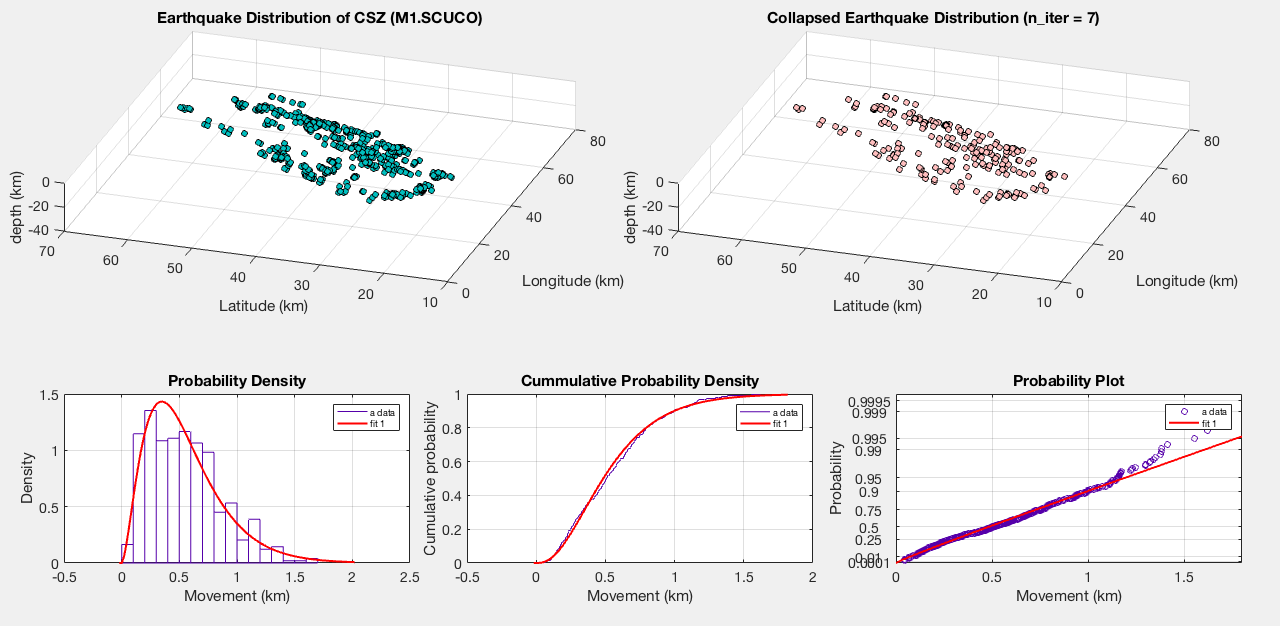 Earthquake Distribution of CSZ (M1.SCUCO)
0
-20
-40
depth (km)
70
60
50
40
30
20
10
Latitude (km)
0
20
40
60
80
Longitude (km)
Collapsed Earthquake Distribution (n_iter = 7)
0
-20
-40
depth (km)
70
60
50
40
30
20
10
Latitude (km)
0
20
40
60
80
Longitude (km)
Probability Density
1.5
1
0.5
0
Density
-0.5
0
0.5
1
1.5
2
2.5
Movement (km)
a data
fit 1
Cummulative Probability Density
1
0.8
0.6
0.4
0.2
0
Cumulative probability
-0.5
0
0.5
1
1.5
2
Movement (km)
a data
fit 1
Probability Plot
0.9995
0.999
0.995
0.99
0.95
0.9
0.75
0.5
0.25
0.0001
Probability
0
0.5
1
1.5
Movement (km)
a data
fit 1